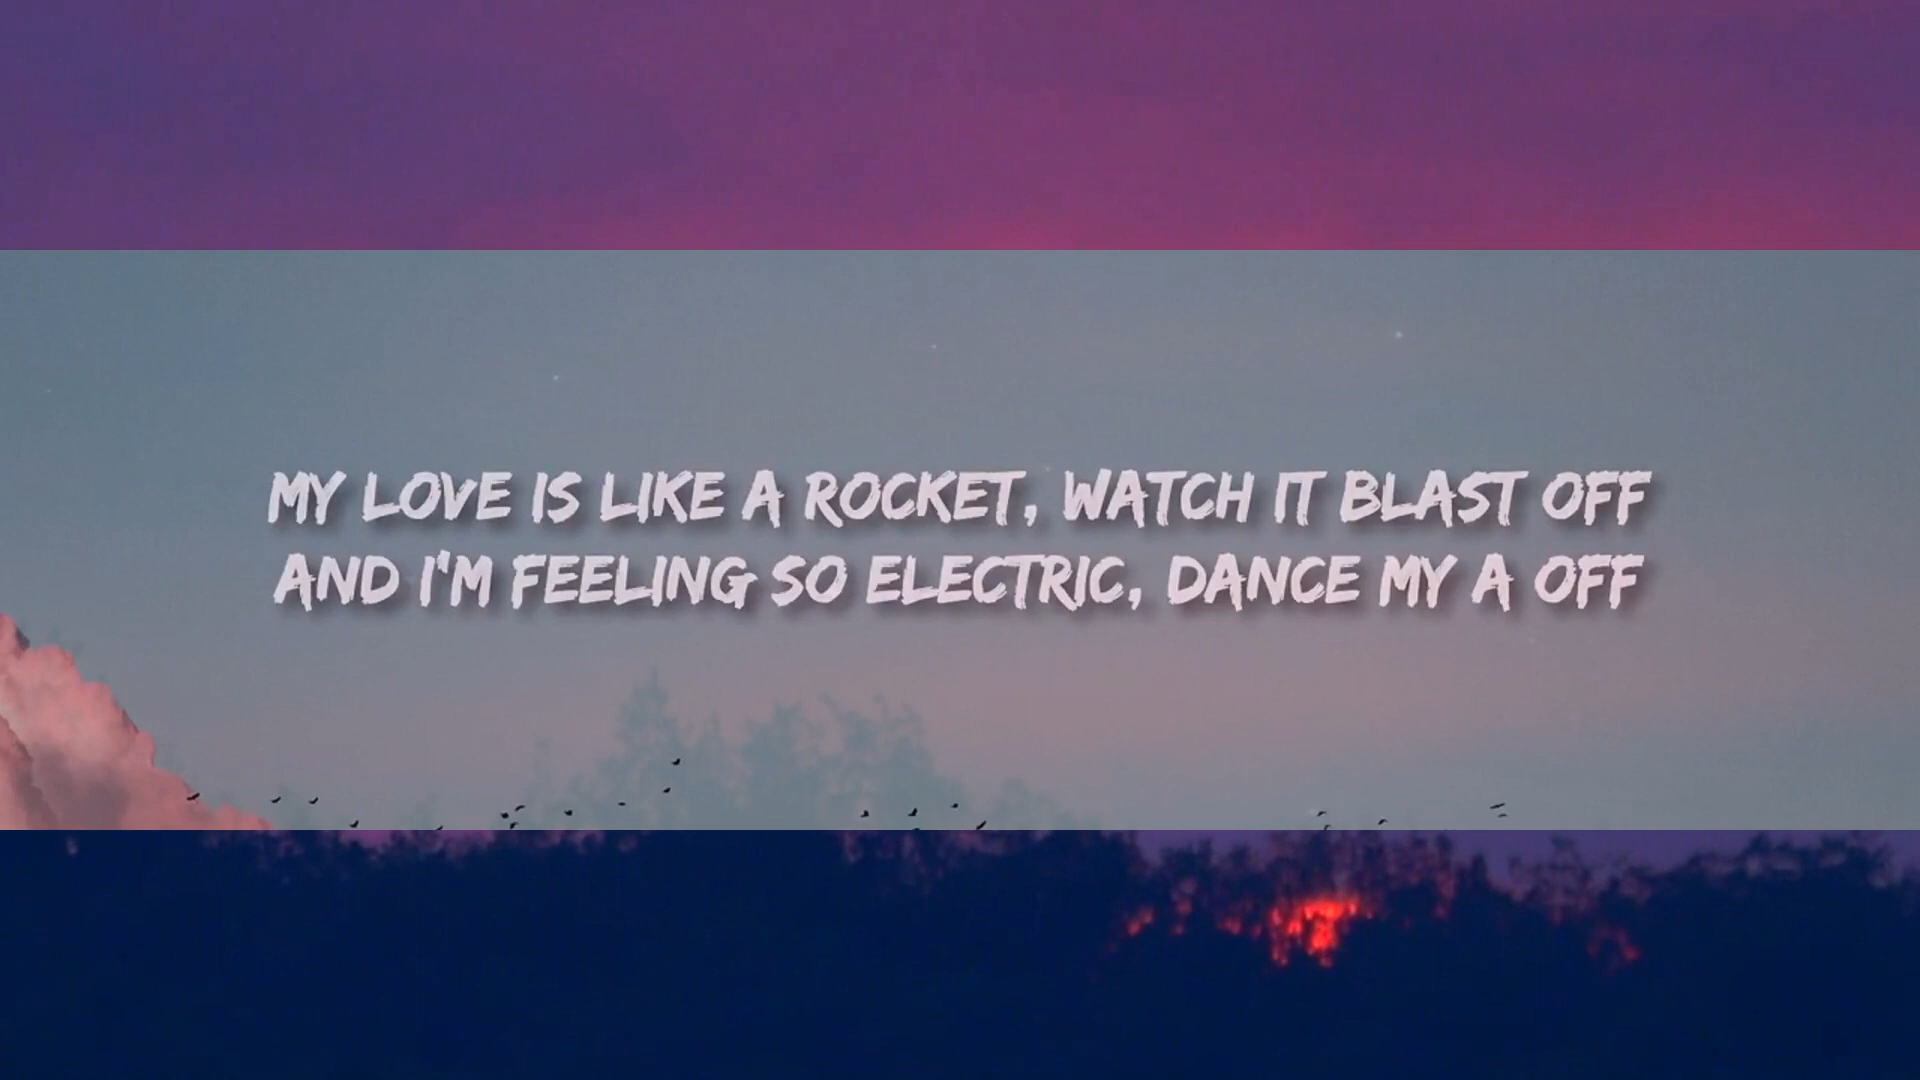 MY LOVE IS LIKE A ROCKET, WATCH IT BLAST OFF
AND I'M FEELING SO ELECTRIC, DANCE MY A OFF